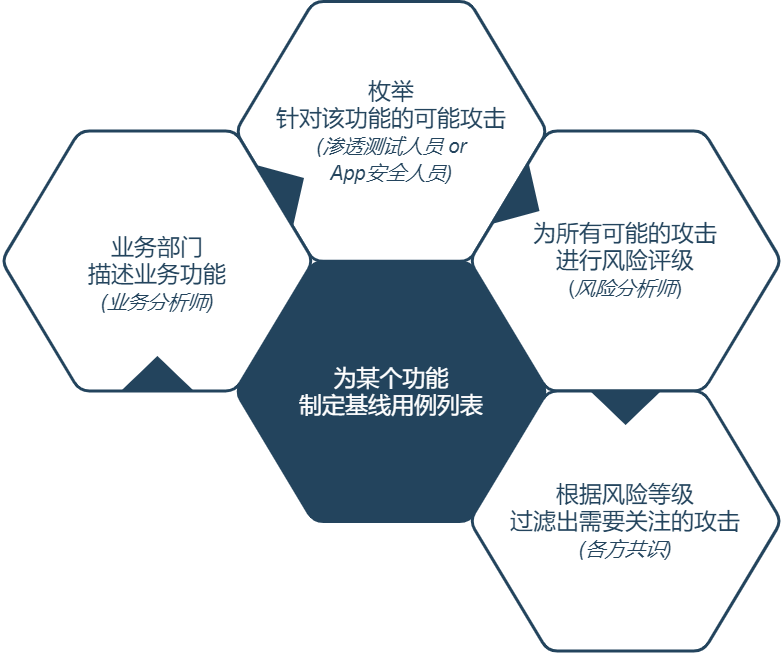 枚举
针对该功能的可能攻击
(渗透测试人员 or
App安全人员)
业务部门
描述业务功能
(业务分析师)
为所有可能的攻击
进行风险评级
(风险分析师)
为某个功能
制定基线用例列表
根据风险等级
过滤出需要关注的攻击
(各方共识)